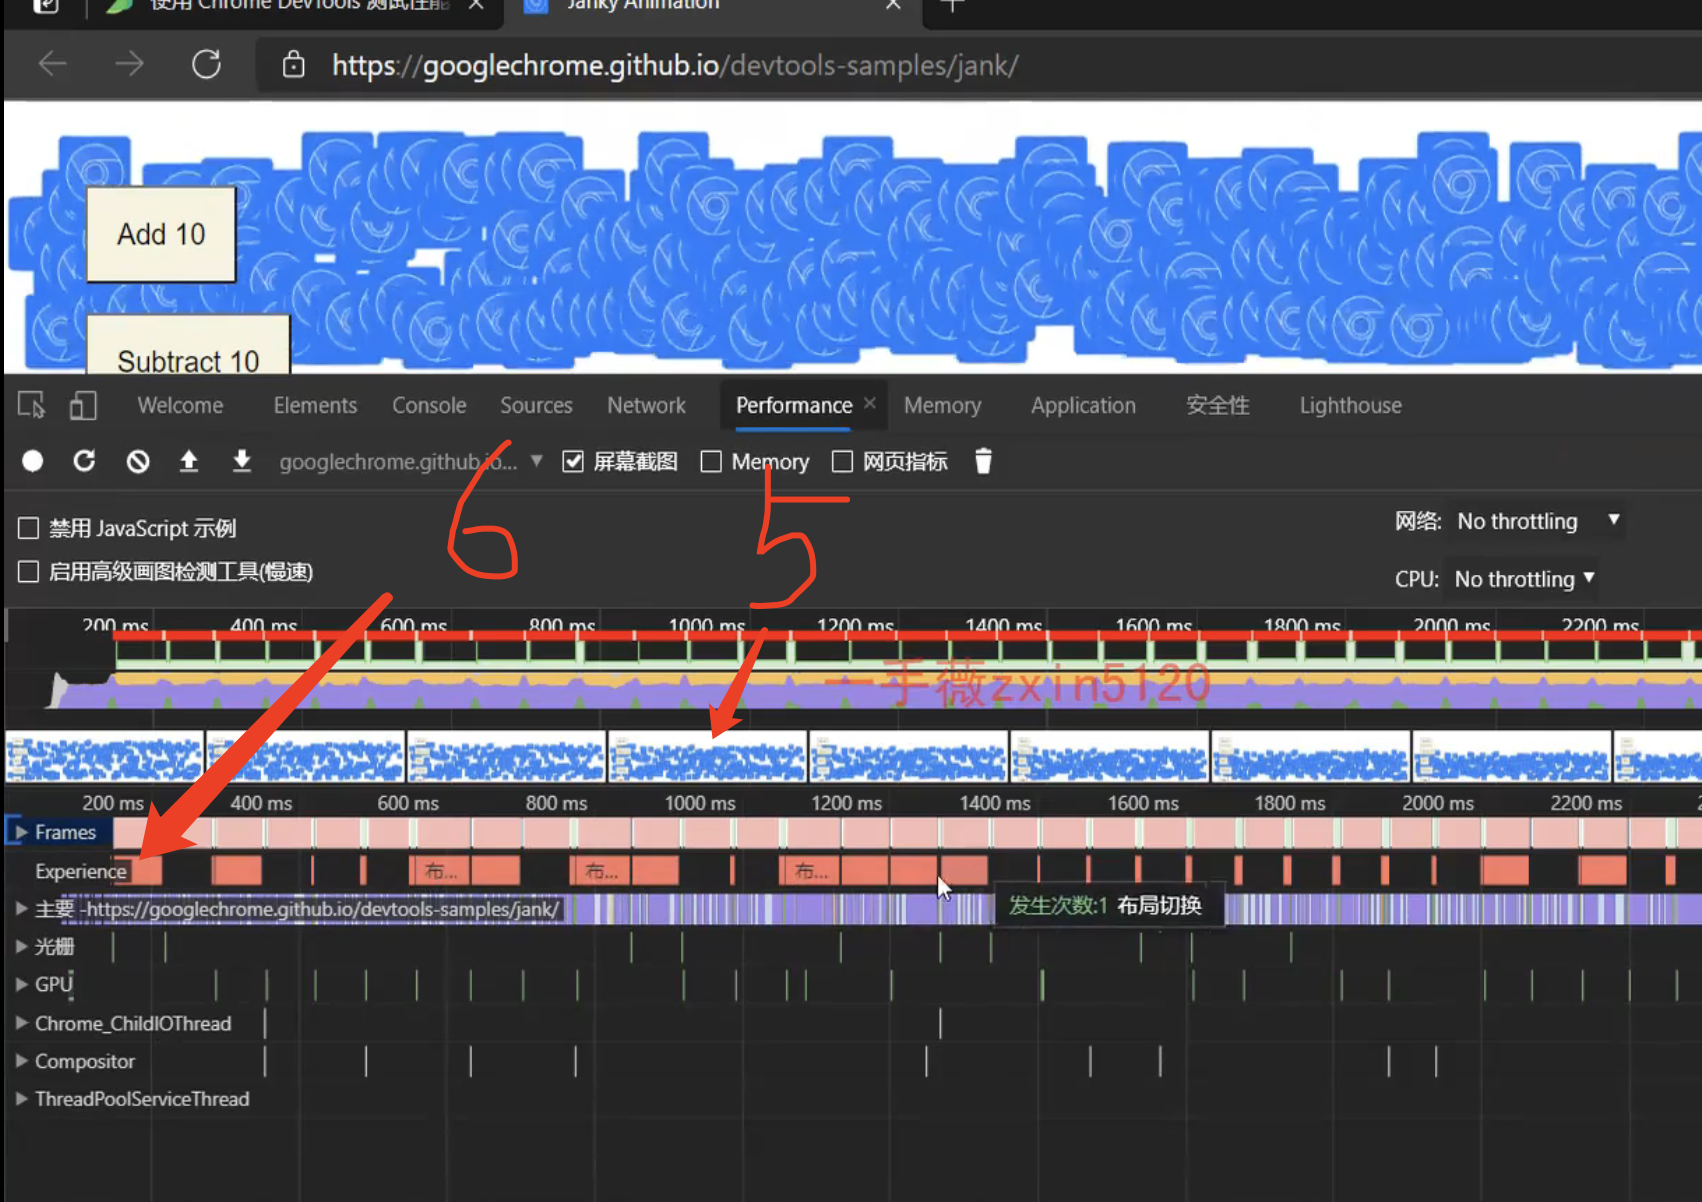 使用 Chrome DevTools 测试性能
Janky Animation
https://googlechrome.github.io/devtools-samples/jank/
Add 10
Subtract 10
Welcome Elements Console Sources Network Performance Memory Application 安全性 Lighthouse
googlechrome.github.io... 屏幕截图 Memory 网页指标
6 5
禁用 JavaScript 示例
网络: No throttling
启用高级画图检测工具(慢速)
CPU: No throttling
200 ms 400 ms 600 ms 800 ms 1000 ms 1200 ms 1400 ms 1600 ms 1800 ms 2000 ms 2200 ms
一手薇zxin5120
200 ms 400 ms 600 ms 800 ms 1000 ms 1200 ms 1400 ms 1600 ms 1800 ms 2000 ms 2200 ms
Frames
Experience 布... 布... 布...
主要 -https://googlechrome.github.io/devtools-samples/jank/
发生次数:1 布局切换
光栅
GPU
Chrome_ChildIOThread
Compositor
ThreadPoolServiceThread